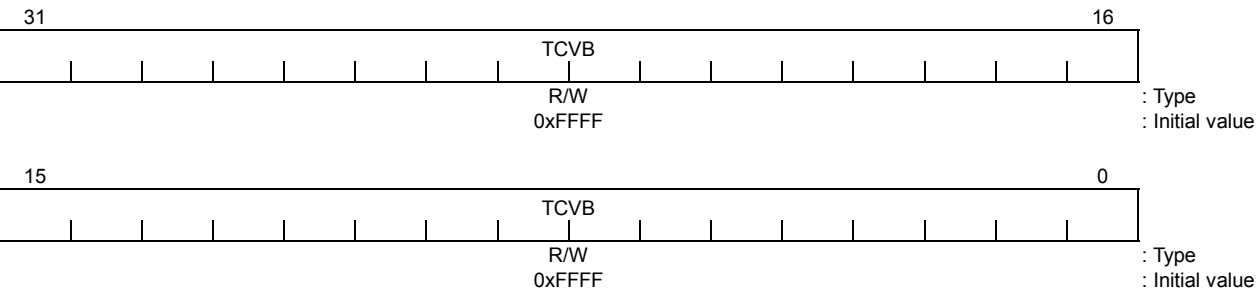 31 16
TCVB
R/W : Type
0xFFFF : Initial value
15 0
TCVB
R/W : Type
0xFFFF : Initial value